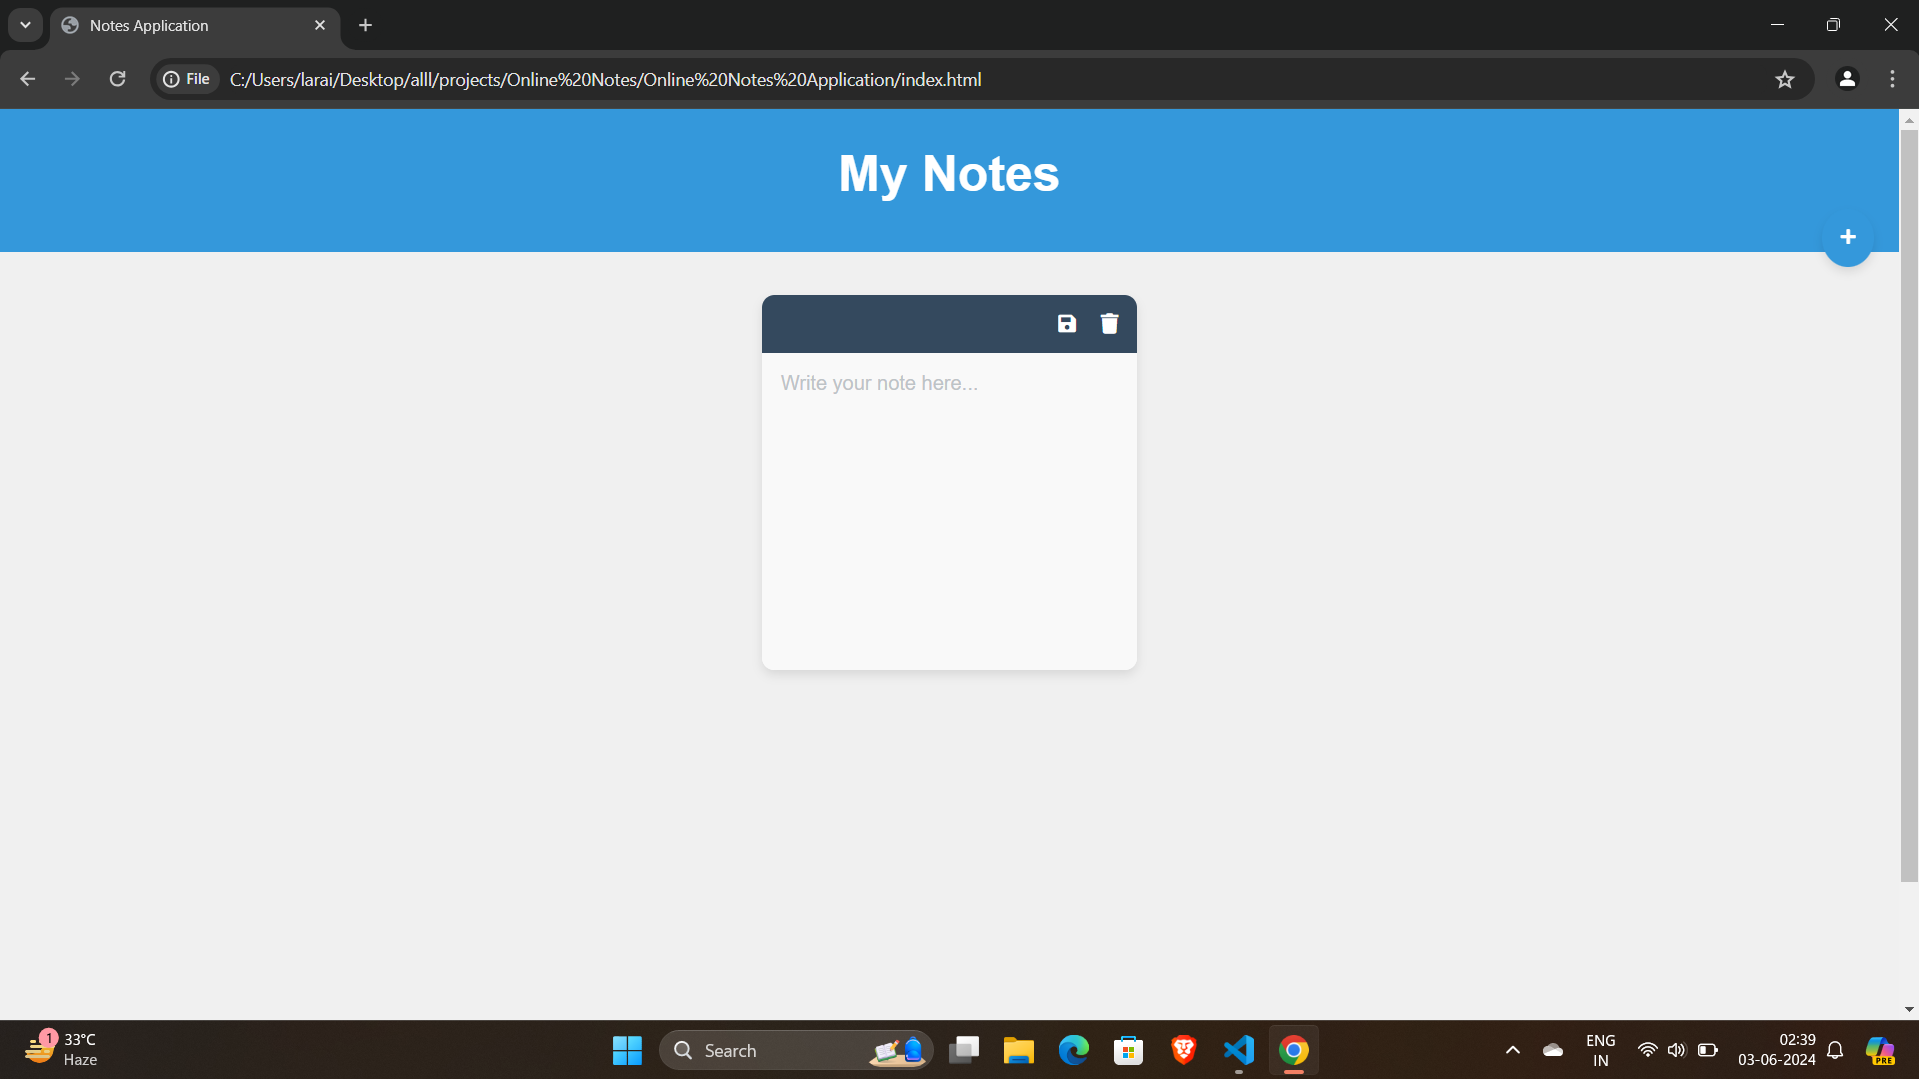 Notes Application
File
C:/Users/larai/Desktop/alll/projects/Online%20Notes/Online%20Notes%20Application/index.html
My Notes
+
Write your note here...
1
33°C
Haze
Search
ENG
IN
02:39
03-06-2024
PRE